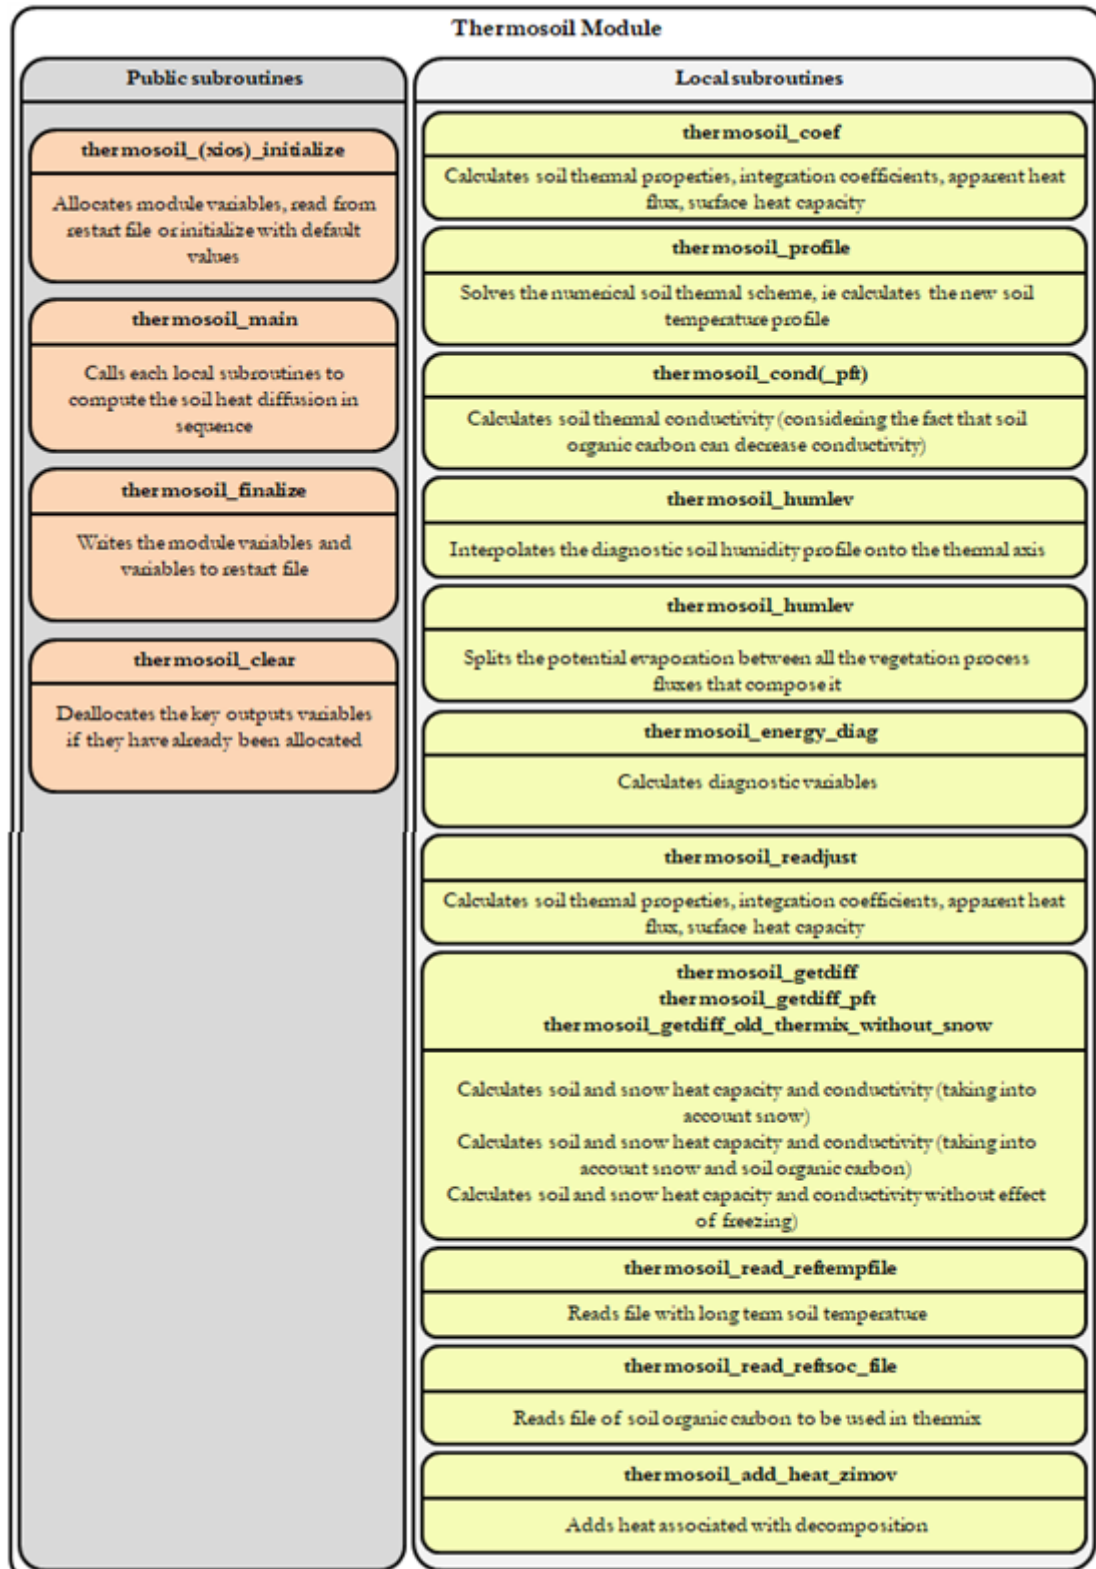 Thermosoil Module
Public subroutines
thermosoil_(xios)_initialize
Allocates module variables, read from
restart file or initialize with default
values
thermosoil_main
Calls each local subroutines to
compute the soil heat diffusion in
sequence
thermosoil_finalize
Writes the module variables and
variables to restart file
thermosoil_clear
Deallocates the key outputs variables
if they have already been allocated
Local subroutines
thermosoil_coef
Calculates soil thermal properties, integration coefficients, apparent heat
flux, surface heat capacity
thermosoil_profile
Solves the numerical soil thermal scheme, ie calculates the new soil
temperature profile
thermosoil_cond(_pft)
Calculates soil thermal conductivity (considering the fact that soil
organic carbon can decrease conductivity)
thermosoil_humlev
Interpolates the diagnostic soil humidity profile onto the thermal axis
thermosoil_humlev
Splits the potential evaporation between all the vegetation process
fluxes that compose it
thermosoil_energy_diag
Calculates diagnostic variables
thermosoil_readjust
Calculates soil thermal properties, integration coefficients, apparent heat
flux, surface heat capacity
thermosoil_getdiff
thermosoil_getdiff_pft
thermosoil_getdiff_old_thermix_without_snow
Calculates soil and snow heat capacity and conductivity (taking into
account snow)
Calculates soil and snow heat capacity and conductivity (taking into
account snow and soil organic carbon)
Calculates soil and snow heat capacity and conductivity without effect
of freezing)
thermosoil_read_reftempfile
Reads file with long term soil temperature
thermosoil_read_reftsoc_file
Reads file of soil organic carbon to be used in thermix
thermosoil_add_heat_zimov
Adds heat associated with decomposition